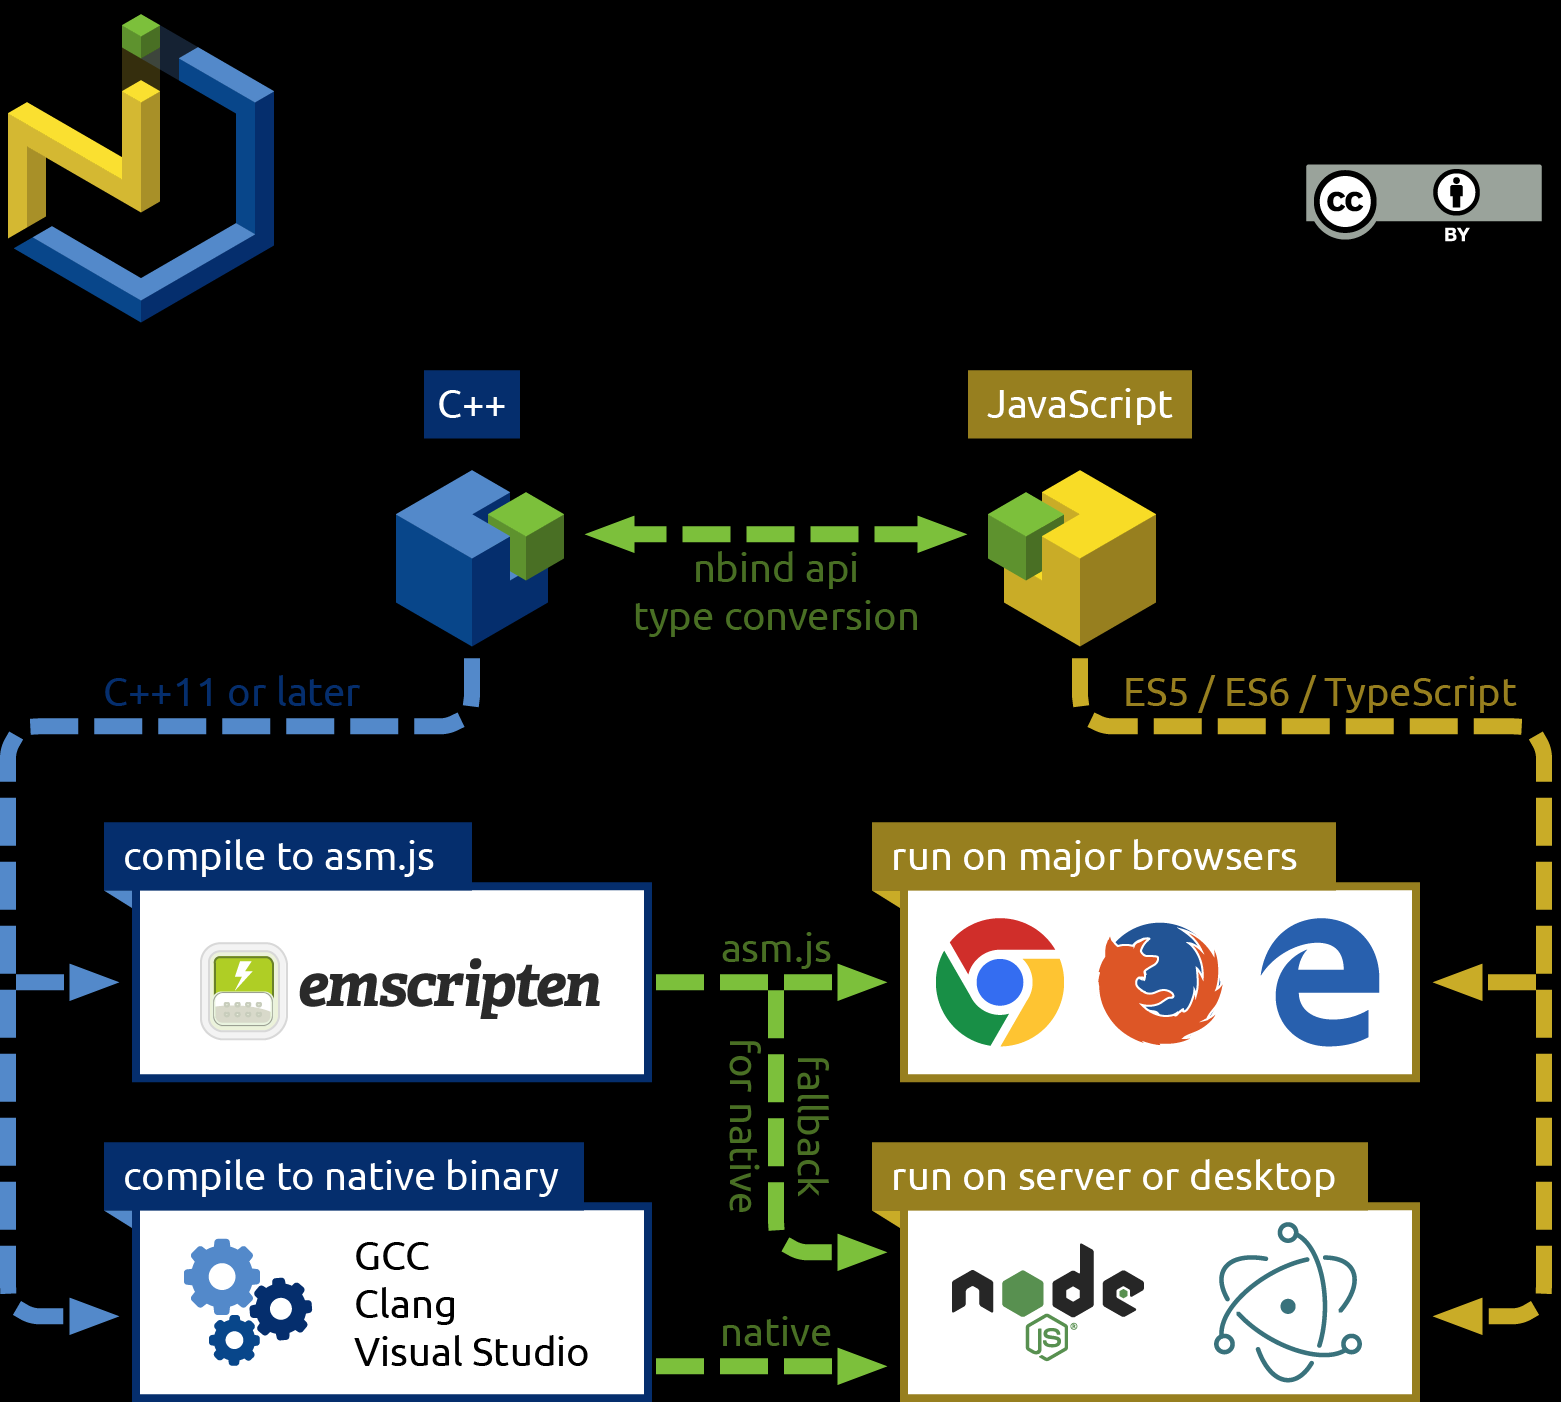 CC
BY
C++
JavaScript
nbind api
type conversion
C++11 or later
ES5 / ES6 / TypeScript
compile to asm.js
run on major browsers
emscripten
asm.js
fallback
for native
compile to native binary
run on server or desktop
GCC
Clang
Visual Studio
native
node
JS®